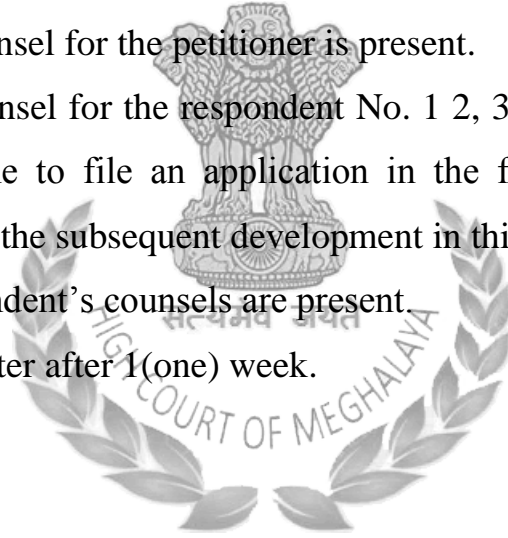 nsel for the petitioner is present.
nsel for the respondent No. 1 2, 3
e to file an application in the f
the subsequent development in thi
ndent's counsels are present.
सत्यमेव जयते
ter after 1(one) week.
HIGH COURT OF MEGHALAYA